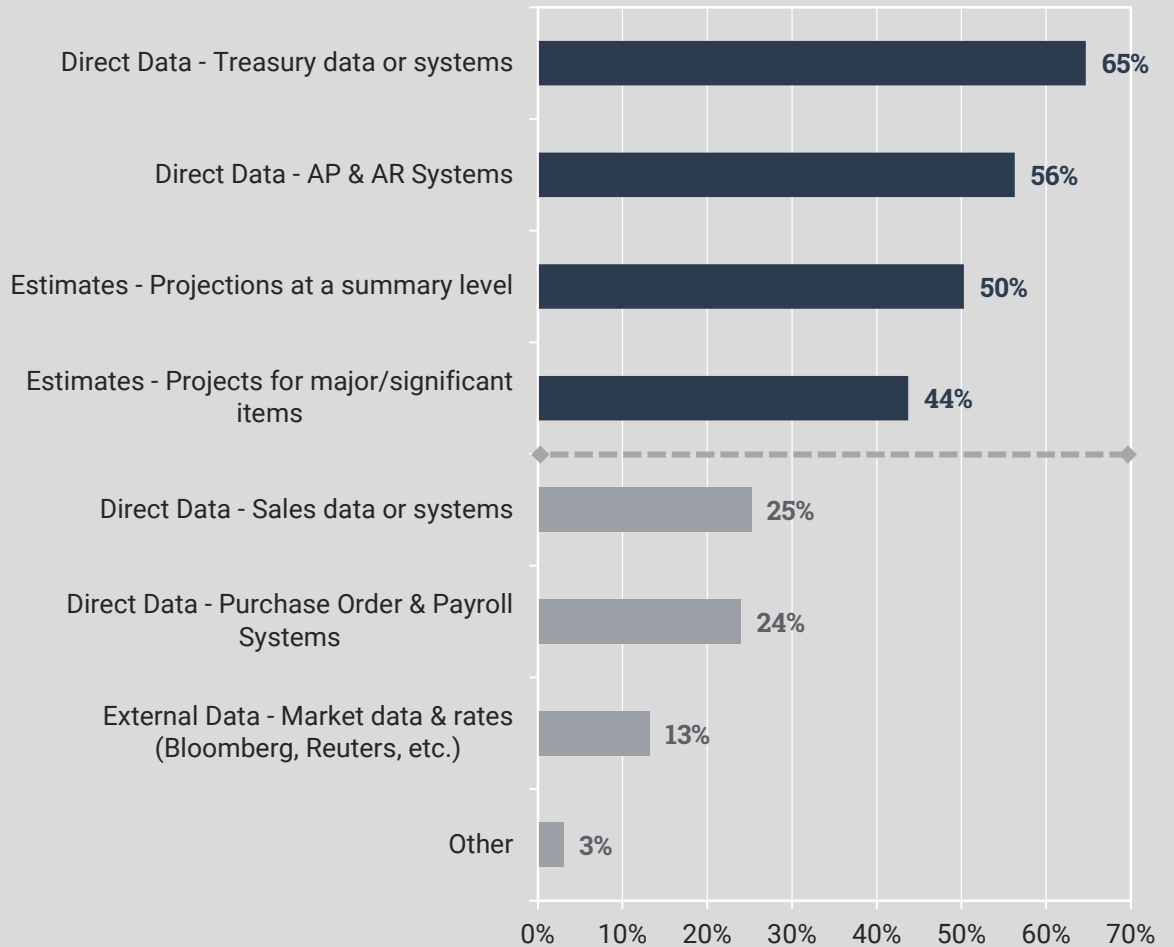 Direct Data - Treasury data or systems
65%
Direct Data - AP & AR Systems
56%
Estimates - Projections at a summary level
50%
Estimates - Projects for major/significant
items
44%
Direct Data - Sales data or systems
25%
Direct Data - Purchase Order & Payroll
Systems
24%
External Data - Market data & rates
(Bloomberg, Reuters, etc.)
13%
Other
3%
0% 10% 20% 30% 40% 50% 60% 70%